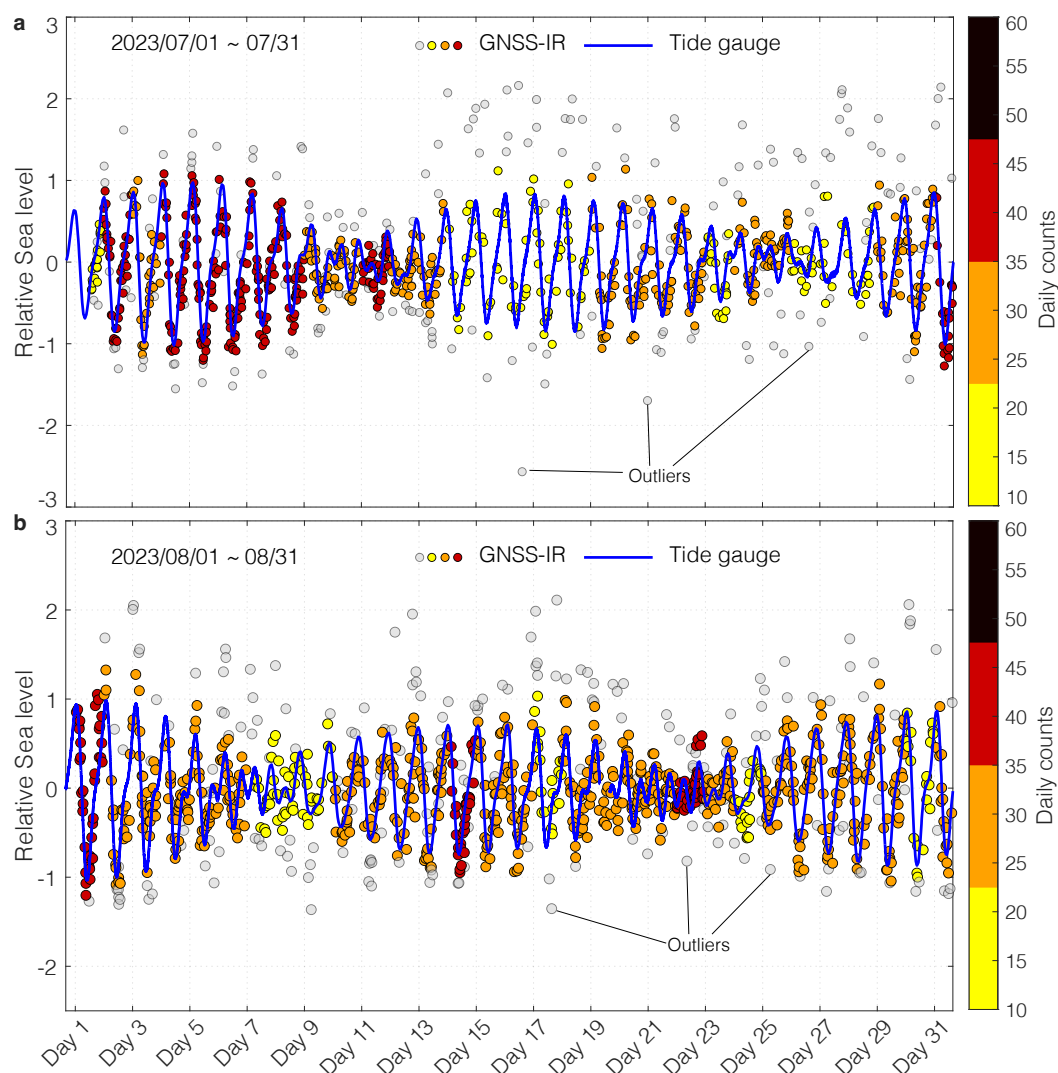 a
2023/07/01 ~ 07/31
GNSS-IR
Tide gauge
Relative Sea level
3
2
1
0
-1
-2
-3
Outliers
60
55
50
45
40
35
30
25
20
15
10
Daily counts
b
2023/08/01 ~ 08/31
GNSS-IR
Tide gauge
Relative Sea level
3
2
1
0
-1
-2
Outliers
60
55
50
45
40
35
30
25
20
15
10
Daily counts
Day 1
Day 3
Day 5
Day 7
Day 9
Day 11
Day 13
Day 15
Day 17
Day 19
Day 21
Day 23
Day 25
Day 27
Day 29
Day 31